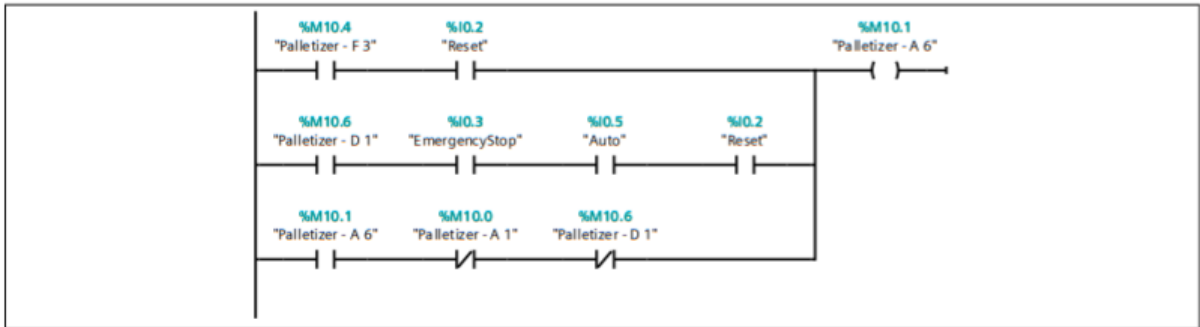 %M10.4 %I0.2 %M10.1
"Palletizer - F 3" "Reset" "Palletizer - A 6"
%M10.6 %I0.3 %I0.5 %I0.2
"Palletizer - D 1" "EmergencyStop" "Auto" "Reset"
%M10.1 %M10.0 %M10.6
"Palletizer - A 6" "Palletizer - A 1" "Palletizer - D 1"